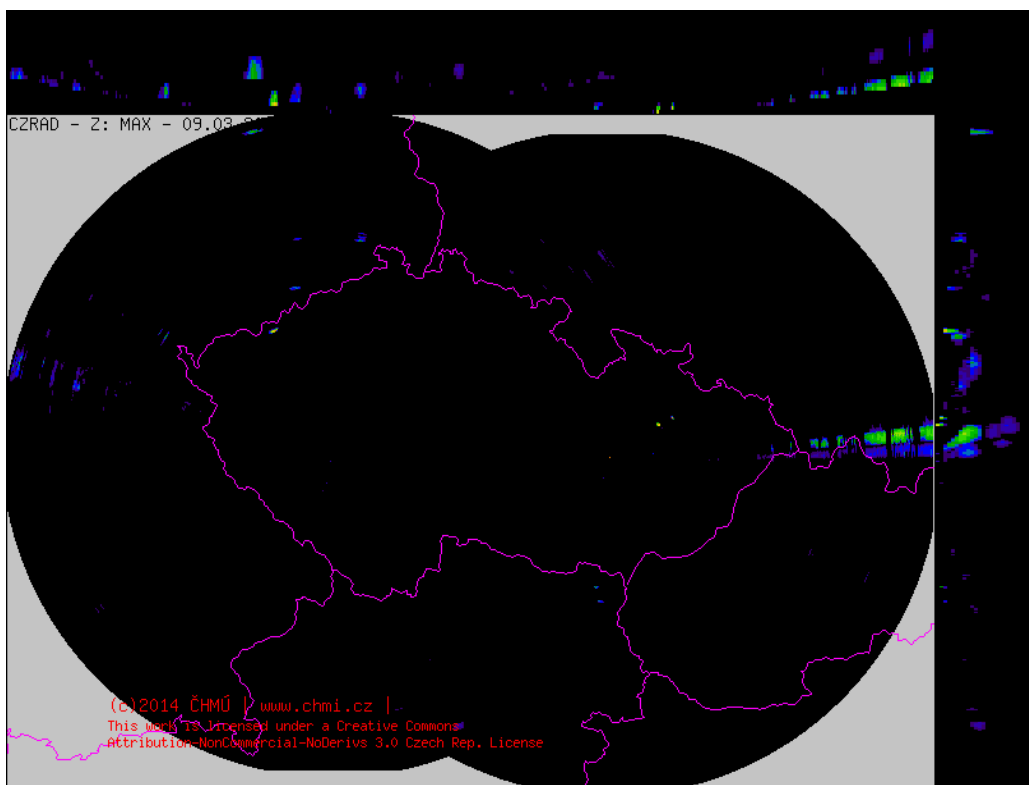 CZRAD - Z: MAX - 09.03
(c)2014 ČHMÚ | www.chmi.cz |
This work is licensed under a Creative Commons
Attribution-NonCommercial-NoDerivs 3.0 Czech Rep. License